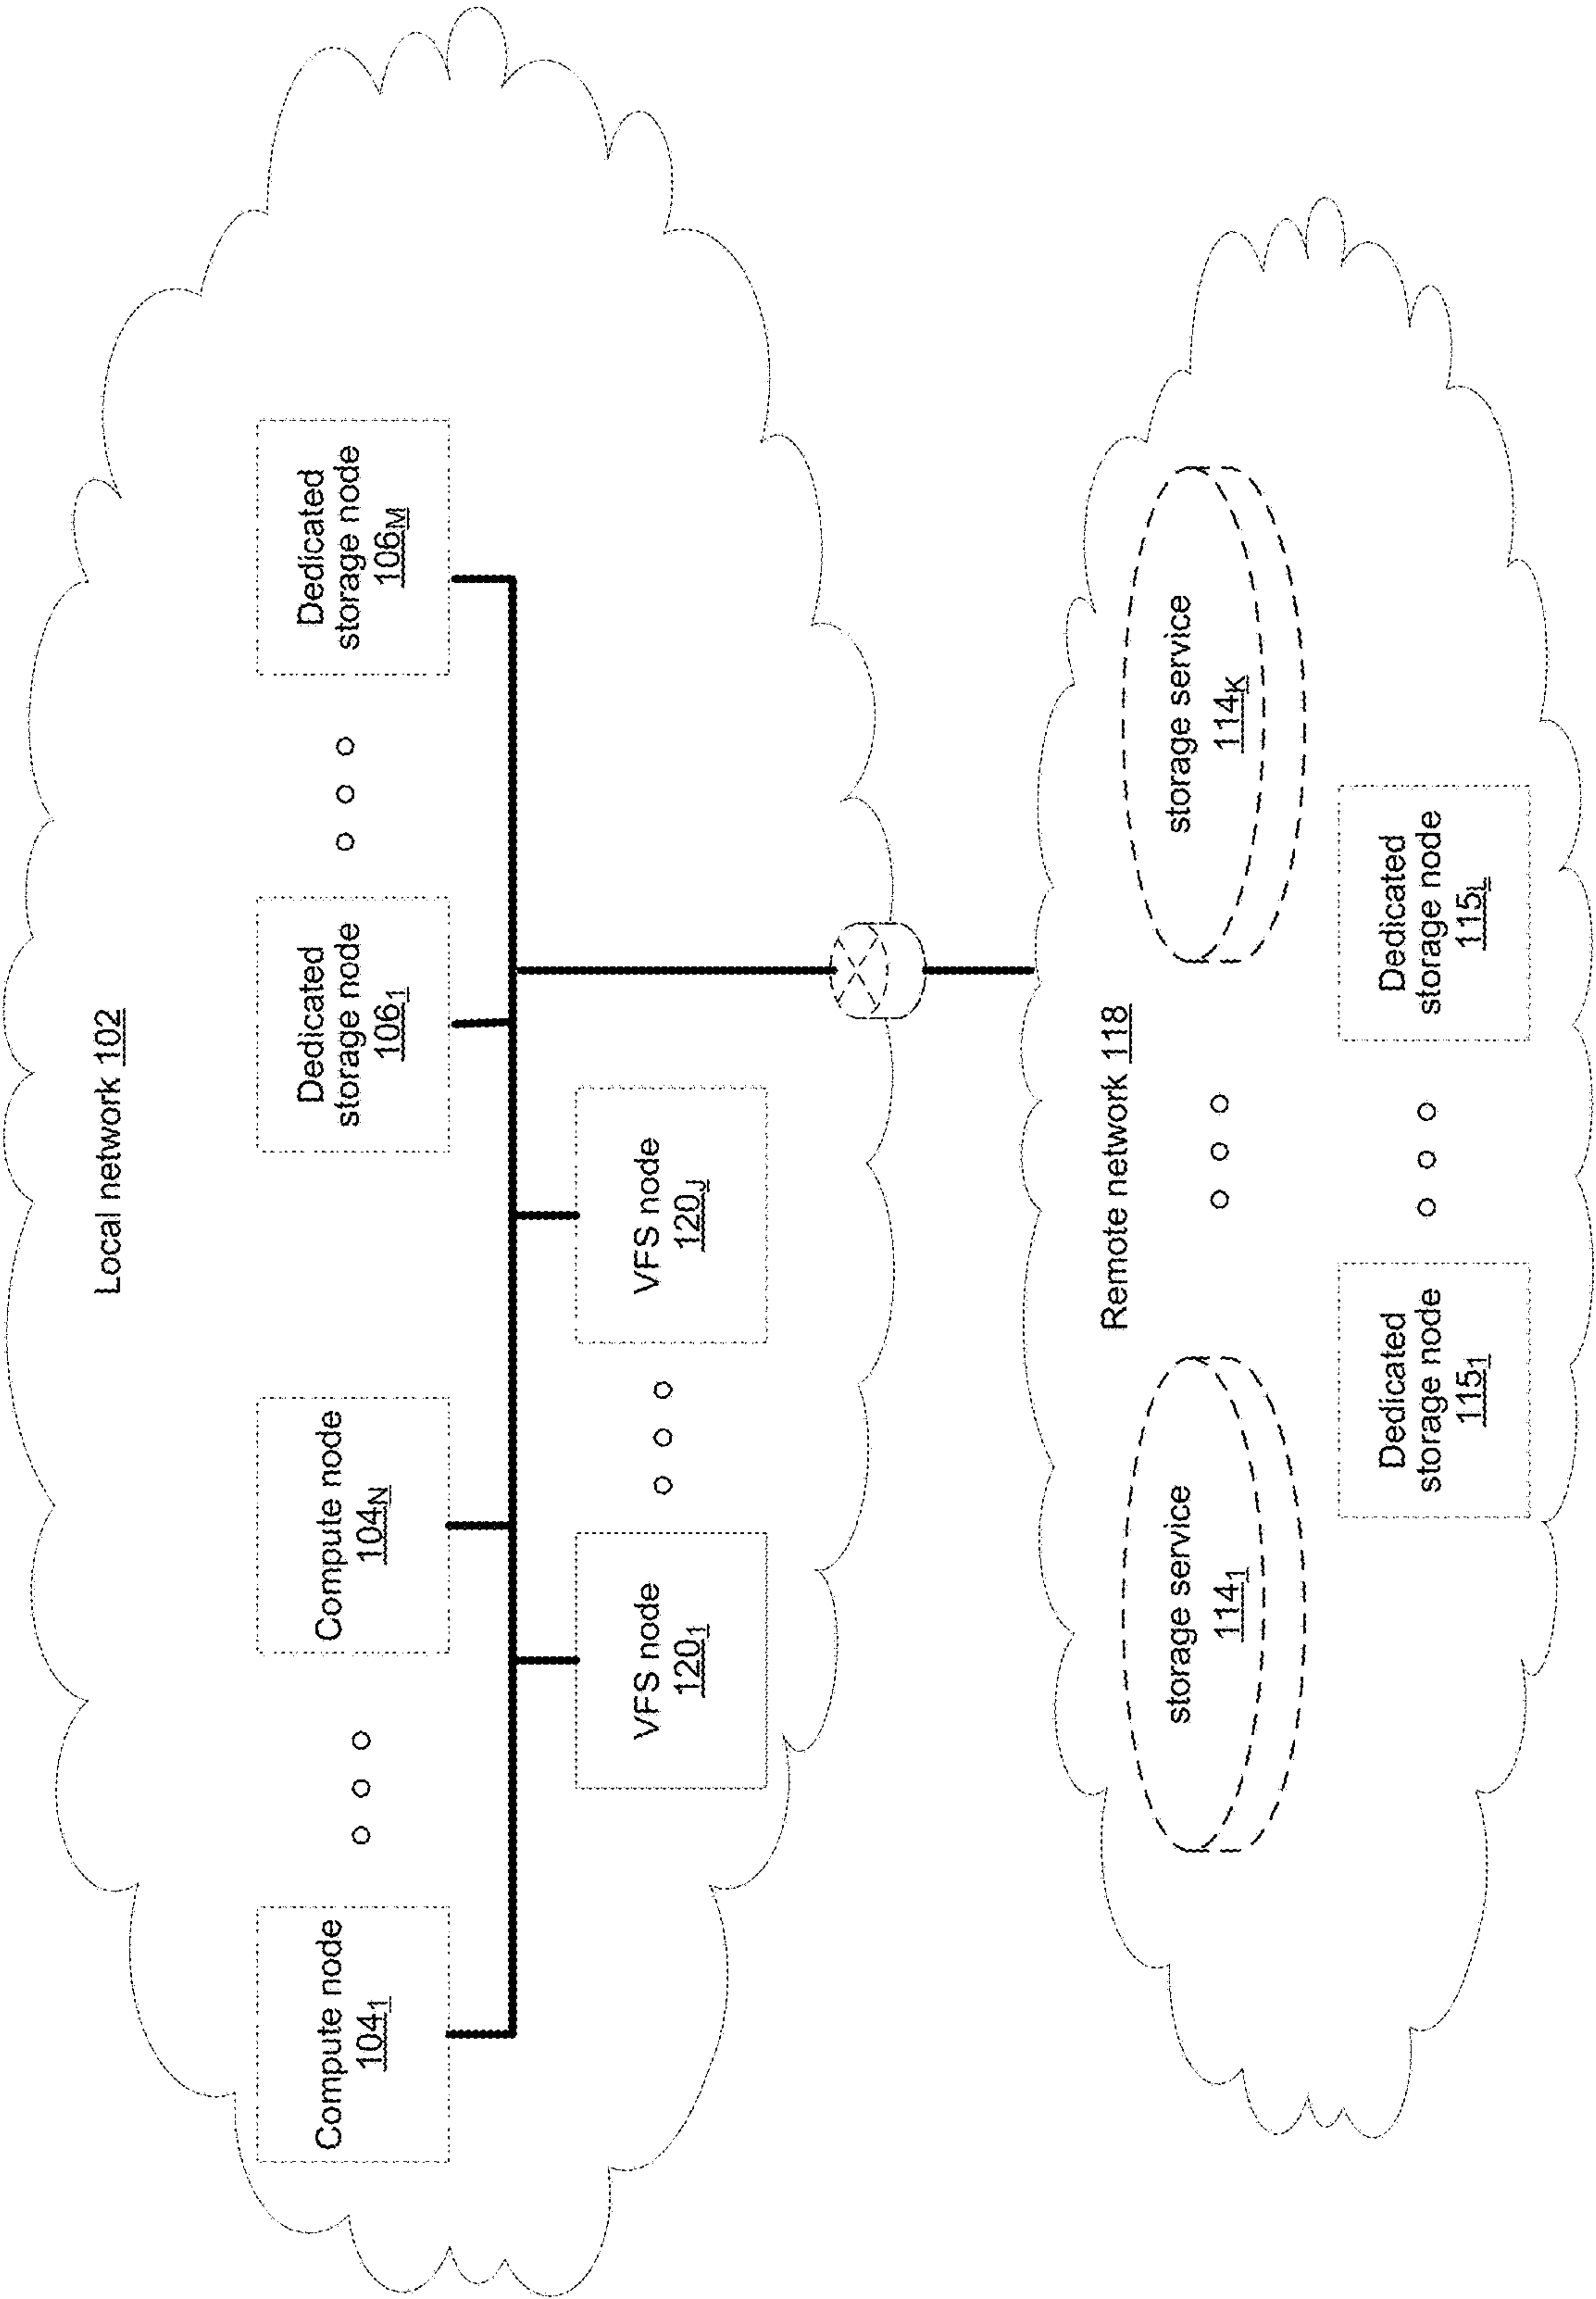 Local network 102
Compute node
104₁
Compute node
104N
Dedicated
storage node
106₁
Dedicated
storage node
106M
VFS node
120₁
VFS node
120J
Remote network 118
storage service
114₁
storage service
114K
Dedicated
storage node
115₁
Dedicated
storage node
115L